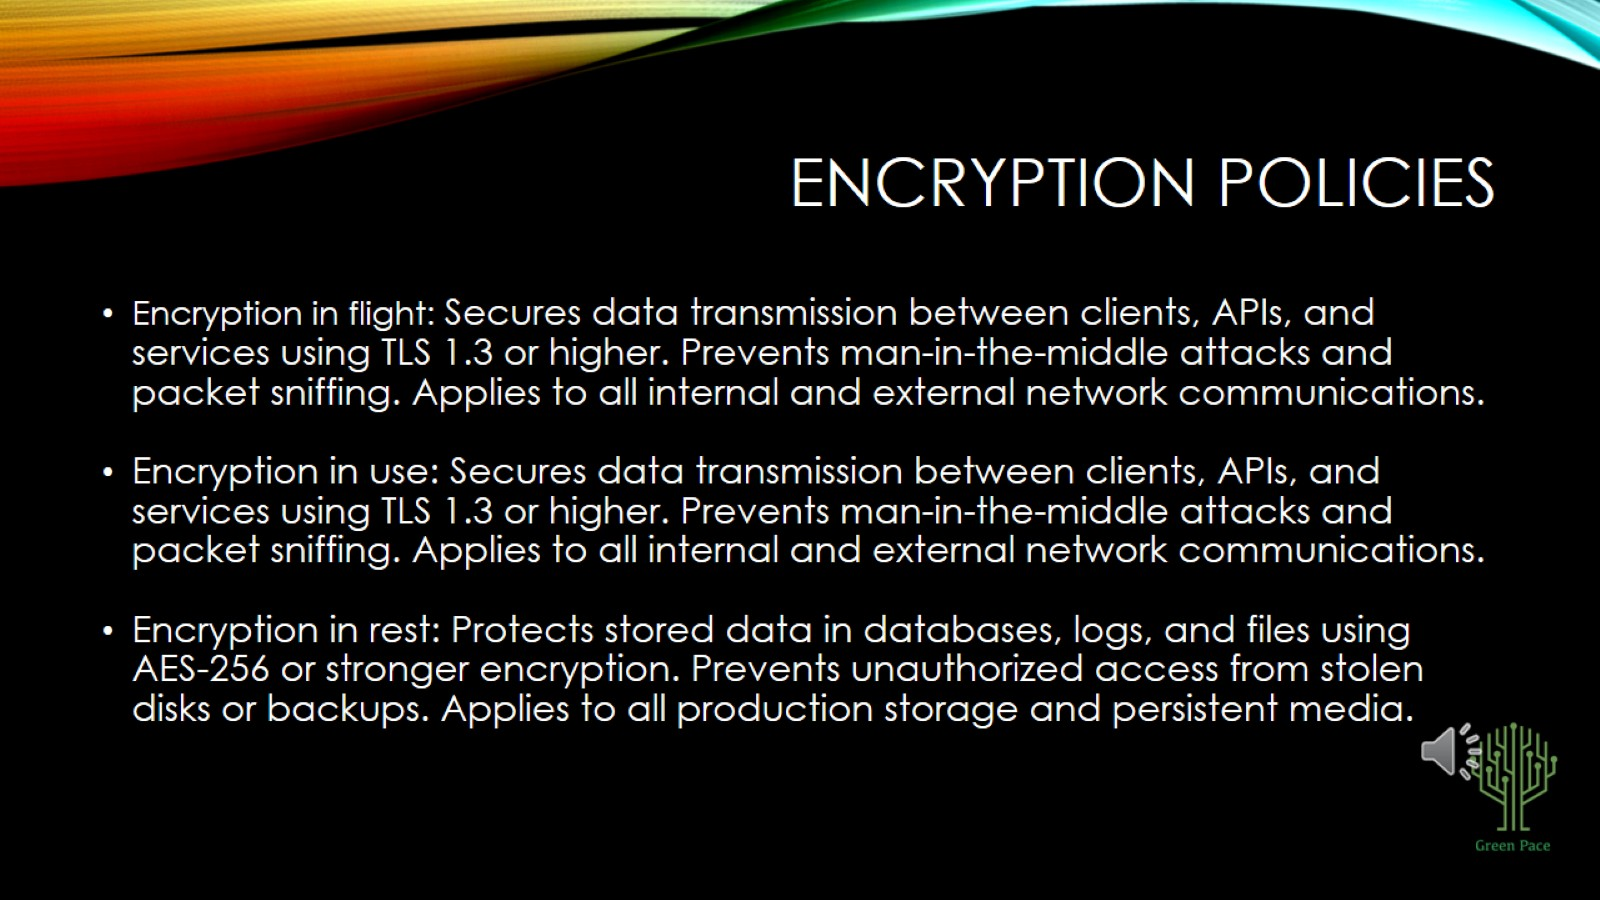 ENCRYPTION POLICIES
• Encryption in flight: Secures data transmission between clients, APIs, and
services using TLS 1.3 or higher. Prevents man-in-the-middle attacks and
packet sniffing. Applies to all internal and external network communications.
• Encryption in use: Secures data transmission between clients, APIs, and
services using TLS 1.3 or higher. Prevents man-in-the-middle attacks and
packet sniffing. Applies to all internal and external network communications.
• Encryption in rest: Protects stored data in databases, logs, and files using
AES-256 or stronger encryption. Prevents unauthorized access from stolen
disks or backups. Applies to all production storage and persistent media.
Green Pace